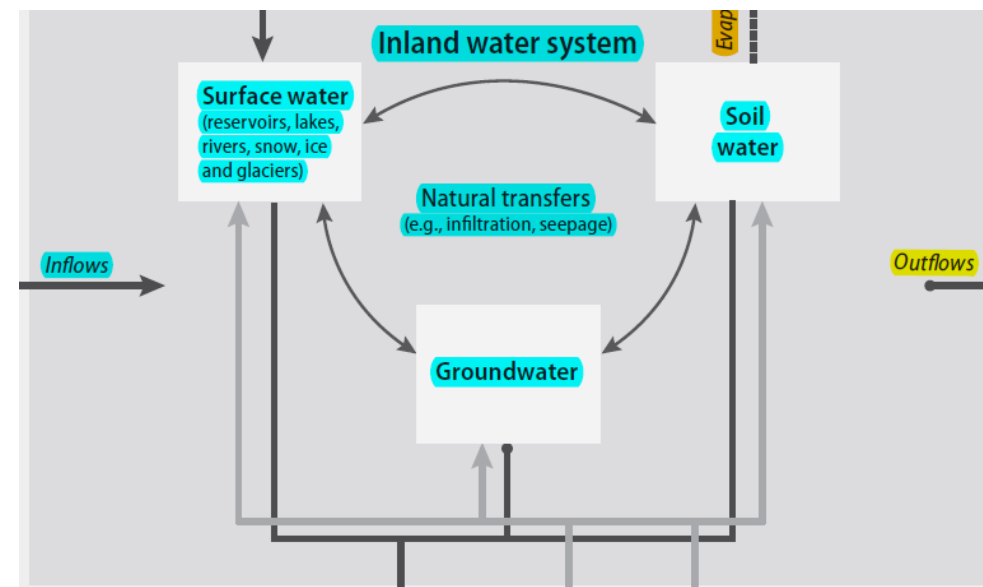 Inland water system
Evap
Surface water
(reservoirs, lakes,
rivers, snow, ice
and glaciers)
Soil
water
Natural transfers
(e.g., infiltration, seepage)
Inflows
Outflows
Groundwater